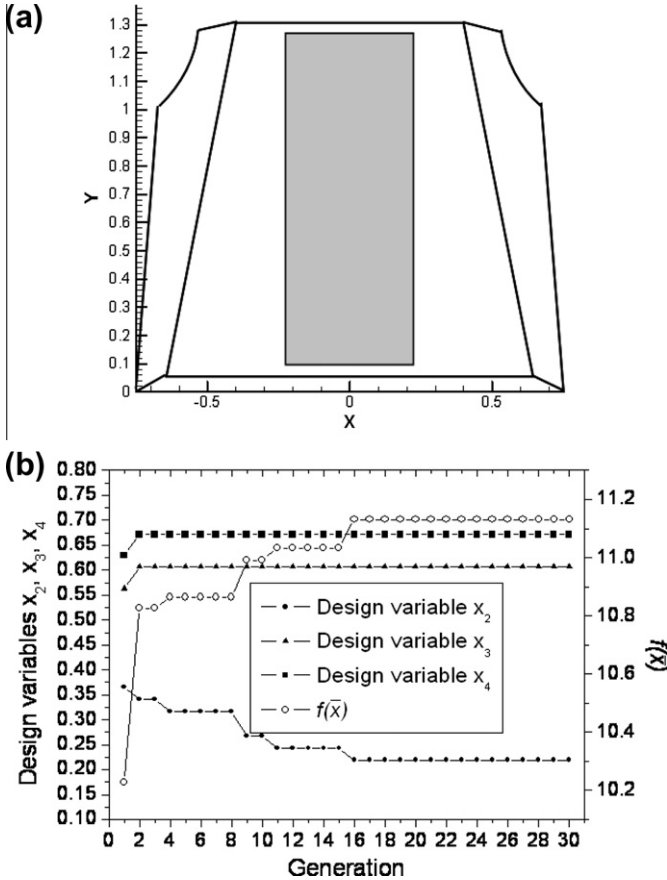 (a)
1.3
1.2
1.1
1
0.9
0.8
0.7
0.6
0.5
0.4
0.3
0.2
0.1
0
Y
-0.5 0 0.5
X
(b)
0.80
0.75
0.70
0.65
0.60
0.55
0.50
0.45
0.40
0.35
0.30
0.25
0.20
0.15
0.10
Design variables x₂, x₃, x₄
11.2
11.0
10.8
10.6
10.4
10.2
f(x̄)
Design variable x₂
Design variable x₃
Design variable x₄
f(x̄)
0 2 4 6 8 10 12 14 16 18 20 22 24 26 28 30
Generation